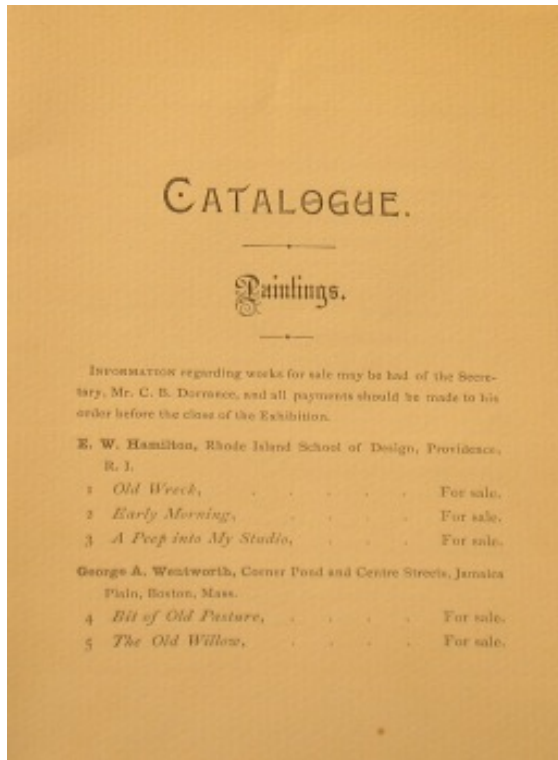 CATALOGUE.
Paintings.
INFORMATION regarding works for sale may be had of the Secre-
tary, Mr. C. B. Dorrance, and all payments should be made to his
order before the close of the Exhibition.
E. W. Hamilton, Rhode Island School of Design, Providence,
R. I.
1 Old Wreck, . . . . . For sale.
2 Early Morning, . . . . For sale.
3 A Peep into My Studio, . . . For sale.
George A. Wentworth, Corner Pond and Centre Streets, Jamaica
Plain, Boston, Mass.
4 Bit of Old Pasture, . . . . For sale.
5 The Old Willow, . . . . For sale.